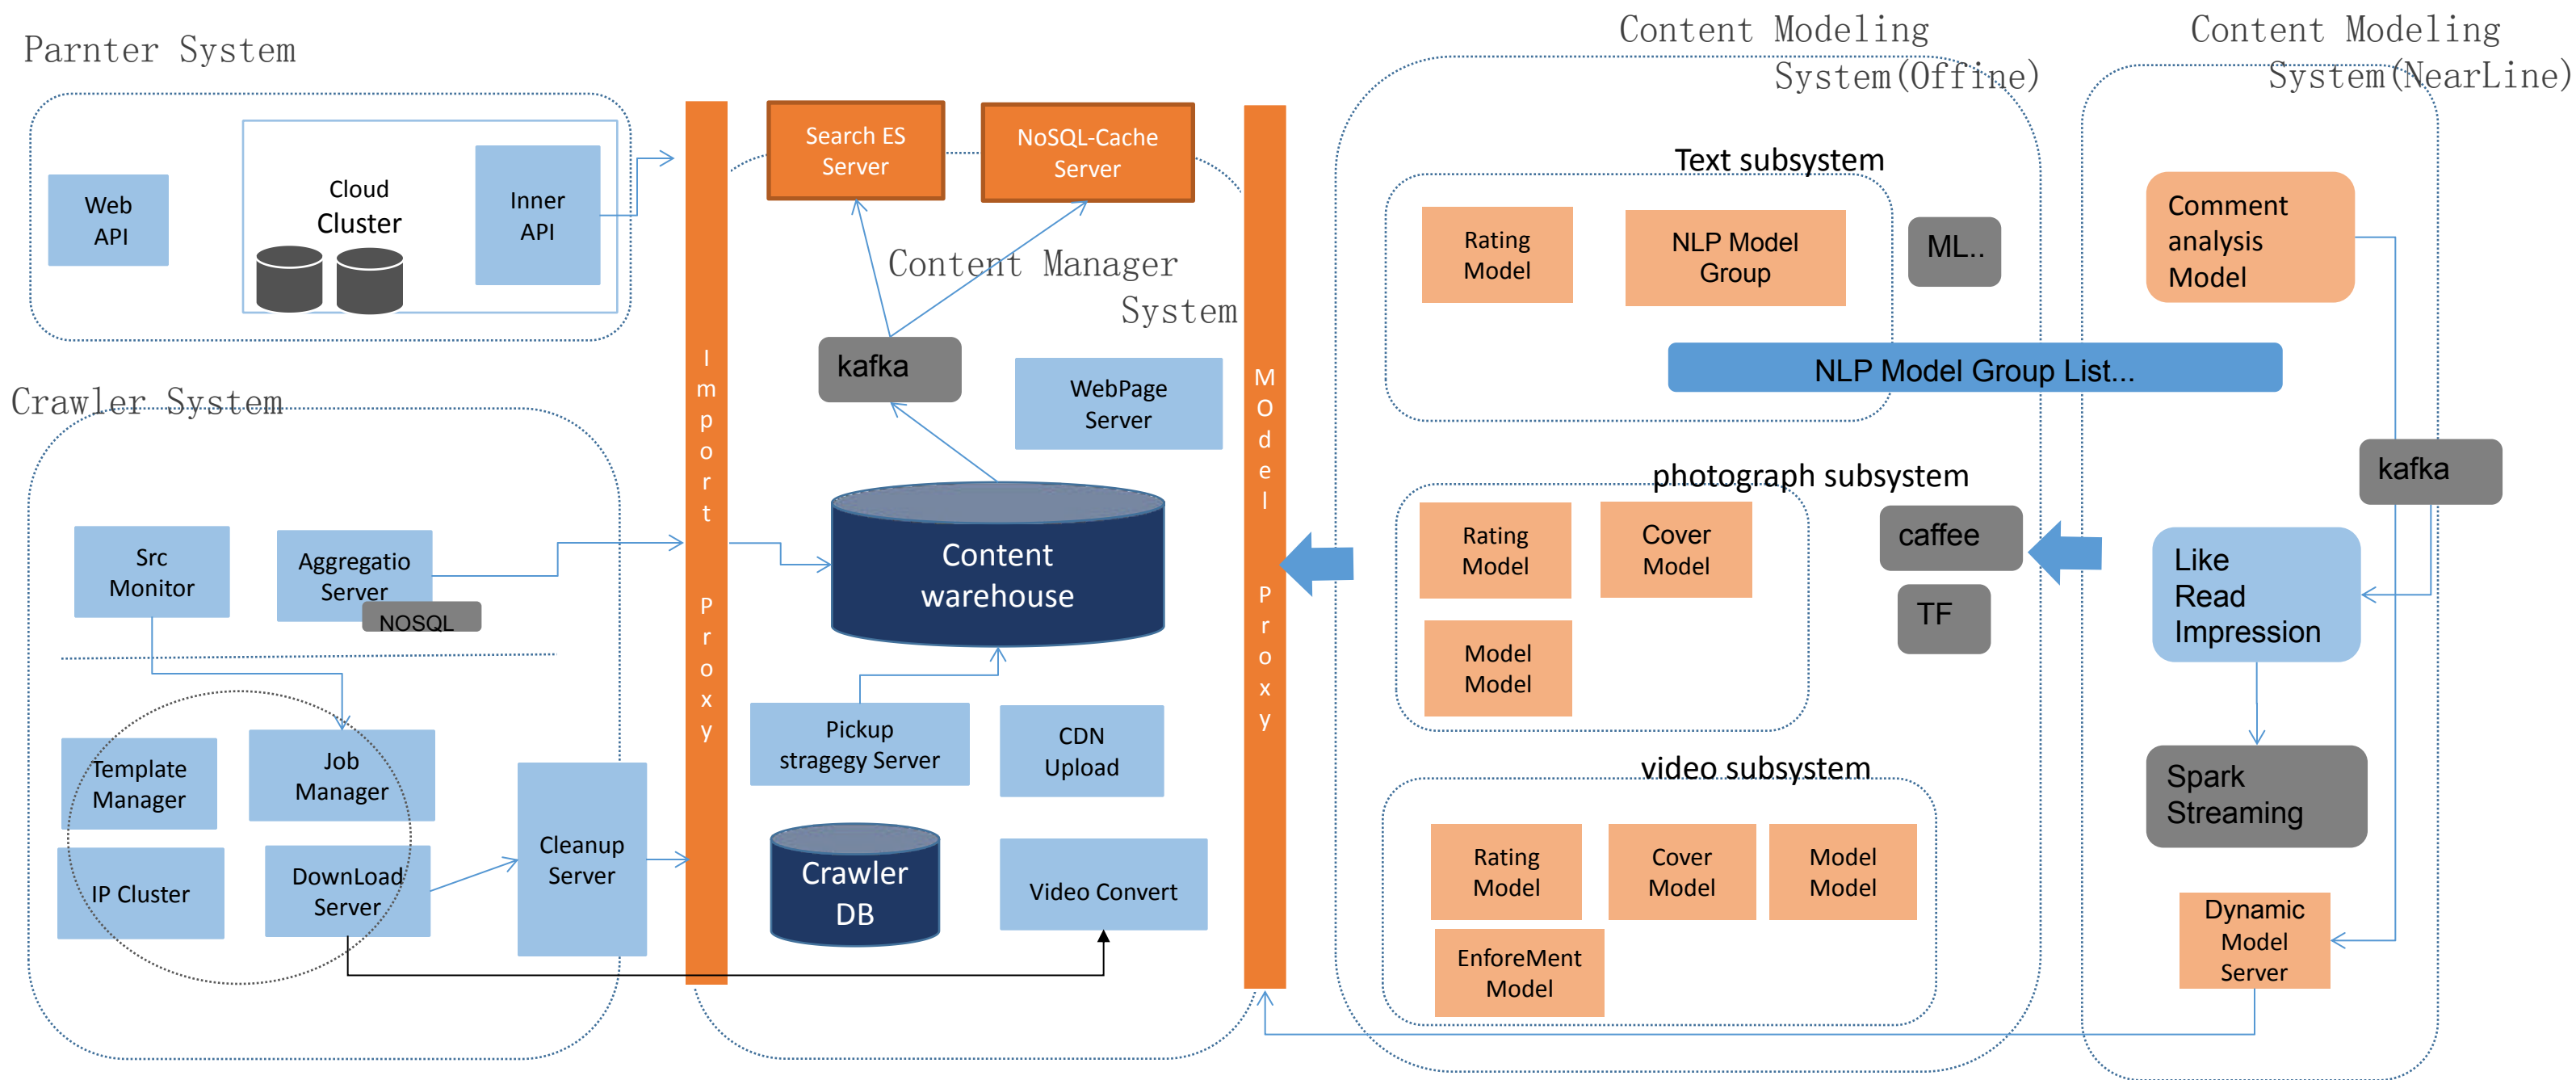 Parnter System
Web
API
Cloud
Cluster
Inner
API
Crawler System
Src
Monitor
Aggregatio
Server
NOSQL
Template
Manager
Job
Manager
IP Cluster
DownLoad
Server
Cleanup
Server
Import Proxy
Search ES
Server
NoSQL-Cache
Server
Content Manager
System
kafka
WebPage
Server
Content
warehouse
Pickup
stragegy Server
CDN
Upload
Crawler
DB
Video Convert
MOdel Proxy
Content Modeling
System(Offine)
Text subsystem
Rating
Model
NLP Model
Group
ML..
NLP Model Group List...
photograph subsystem
Rating
Model
Cover
Model
caffee
Model
Model
TF
video subsystem
Rating
Model
Cover
Model
Model
Model
EnforeMent
Model
Content Modeling
System(NearLine)
Comment
analysis
Model
kafka
Like
Read
Impression
Spark
Streaming
Dynamic
Model
Server